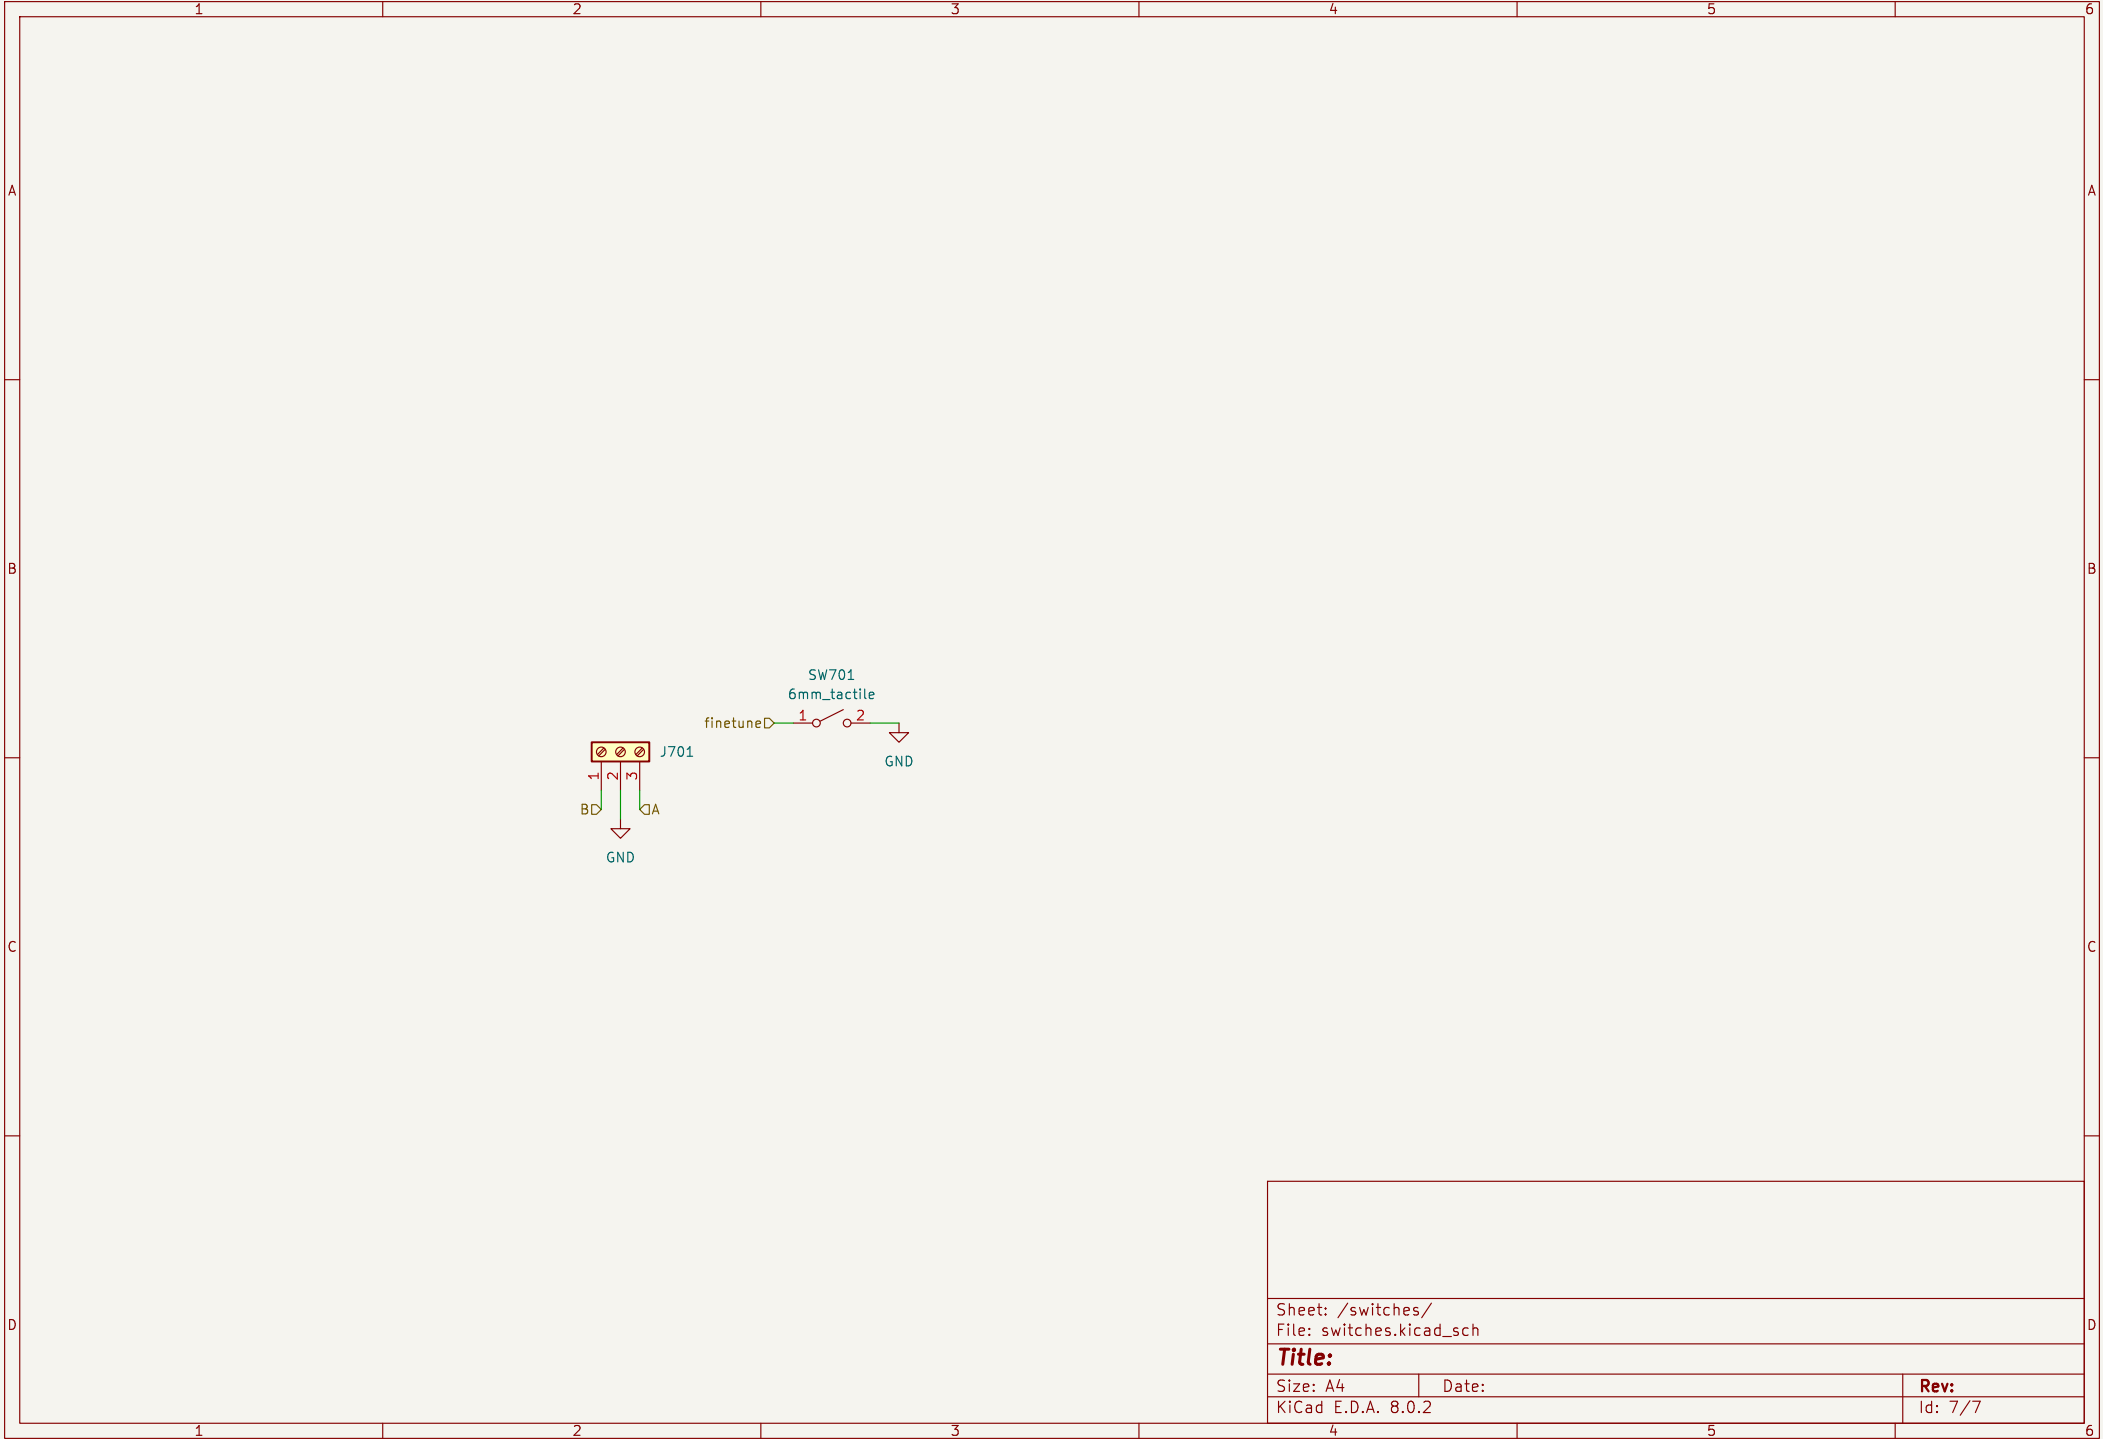 1 2 3 4 5 6
A A
B B
SW701
6mm_tactile
finetune 1 2
GND
J701
1 2 3
B A
GND
C C
Sheet: /switches/
File: switches.kicad_sch
D D
Title:
Size: A4 Date: Rev:
KiCad E.D.A. 8.0.2 Id: 7/7
1 2 3 4 5 6